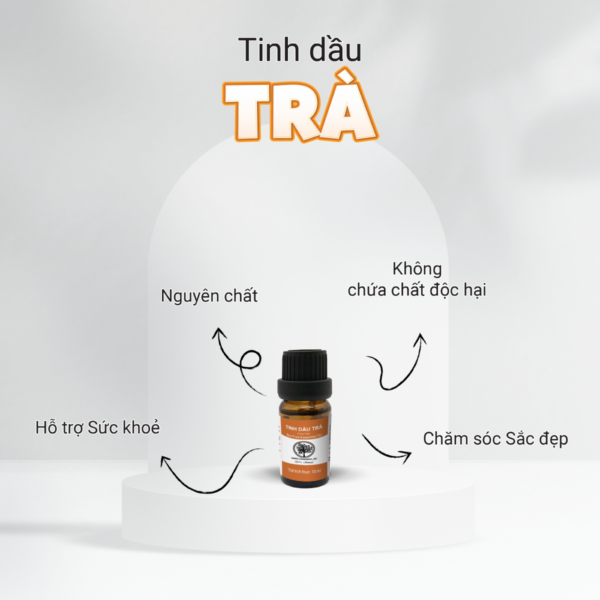 Tinh dầu
TRÀ
Không
chứa chất độc hại
Nguyên chất
Hỗ trợ Sức khoẻ
Chăm sóc Sắc đẹp
TINH DẦU TRÀ